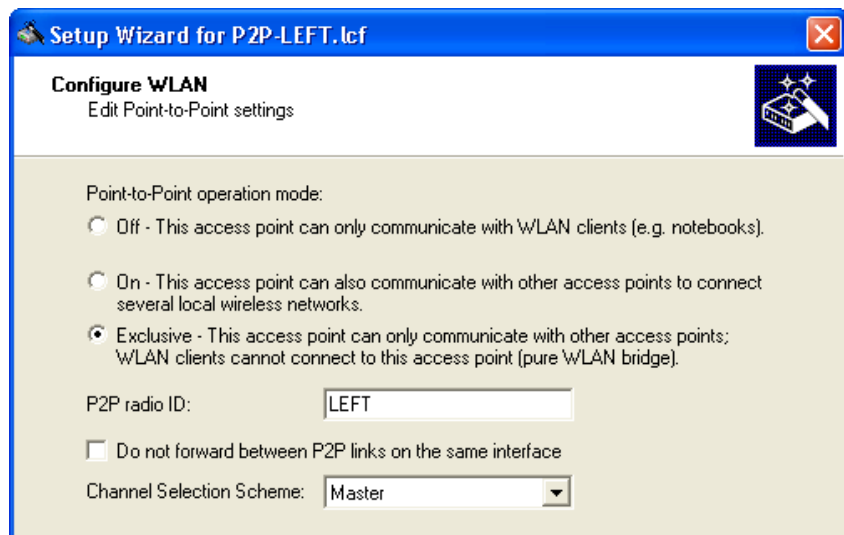 Setup Wizard for P2P-LEFT.lcf
Configure WLAN
Edit Point-to-Point settings
Point-to-Point operation mode:
Off - This access point can only communicate with WLAN clients (e.g. notebooks).
On - This access point can also communicate with other access points to connect
several local wireless networks.
Exclusive - This access point can only communicate with other access points;
WLAN clients cannot connect to this access point (pure WLAN bridge).
P2P radio ID: LEFT
Do not forward between P2P links on the same interface
Channel Selection Scheme: Master